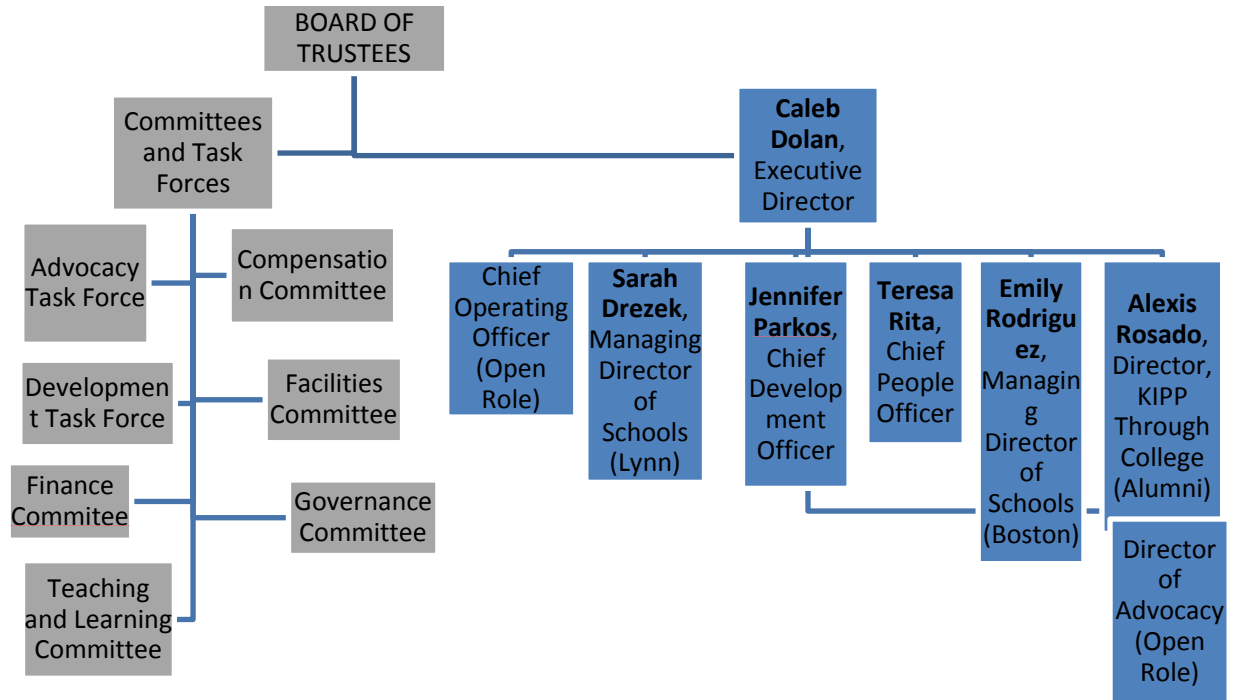 BOARD OF
TRUSTEES
Committees
and Task
Forces
Caleb
Dolan,
Executive
Director
Advocacy
Task Force
Compensatio
n Committee
Developmen
t Task Force
Facilities
Committee
Finance
Commitee
Governance
Committee
Teaching
and Learning
Committee
Chief
Operating
Officer
(Open
Role)
Sarah
Drezek,
Managing
Director
of
Schools
(Lynn)
Jennifer
Parkos,
Chief
Develop
ment
Officer
Teresa
Rita,
Chief
People
Officer
Emily
Rodrigu
ez,
Managin
g
Director
of
Schools
(Boston)
Alexis
Rosado,
Director,
KIPP
Through
College
(Alumni)
Director
of
Advocacy
(Open
Role)